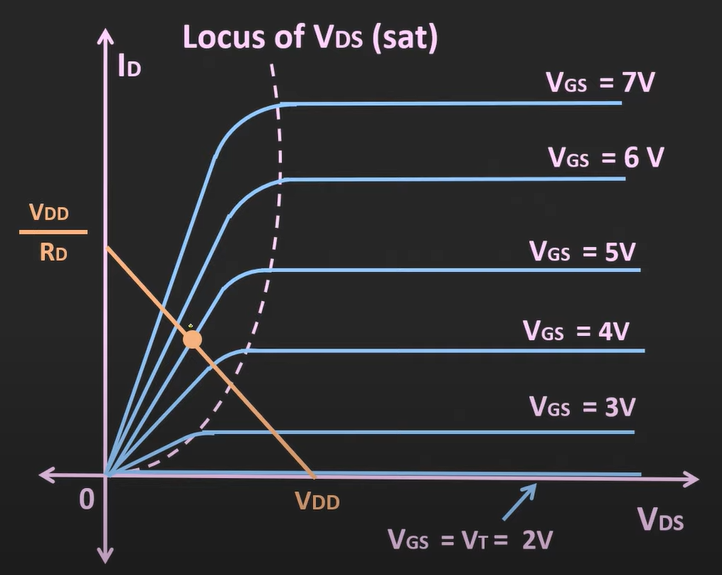 Locus of VDS (sat)
ID
VGS = 7V
VGS = 6 V
VDD
RD
VGS = 5V
VGS = 4V
VGS = 3V
0
VDD
VDS
VGS = VT = 2V